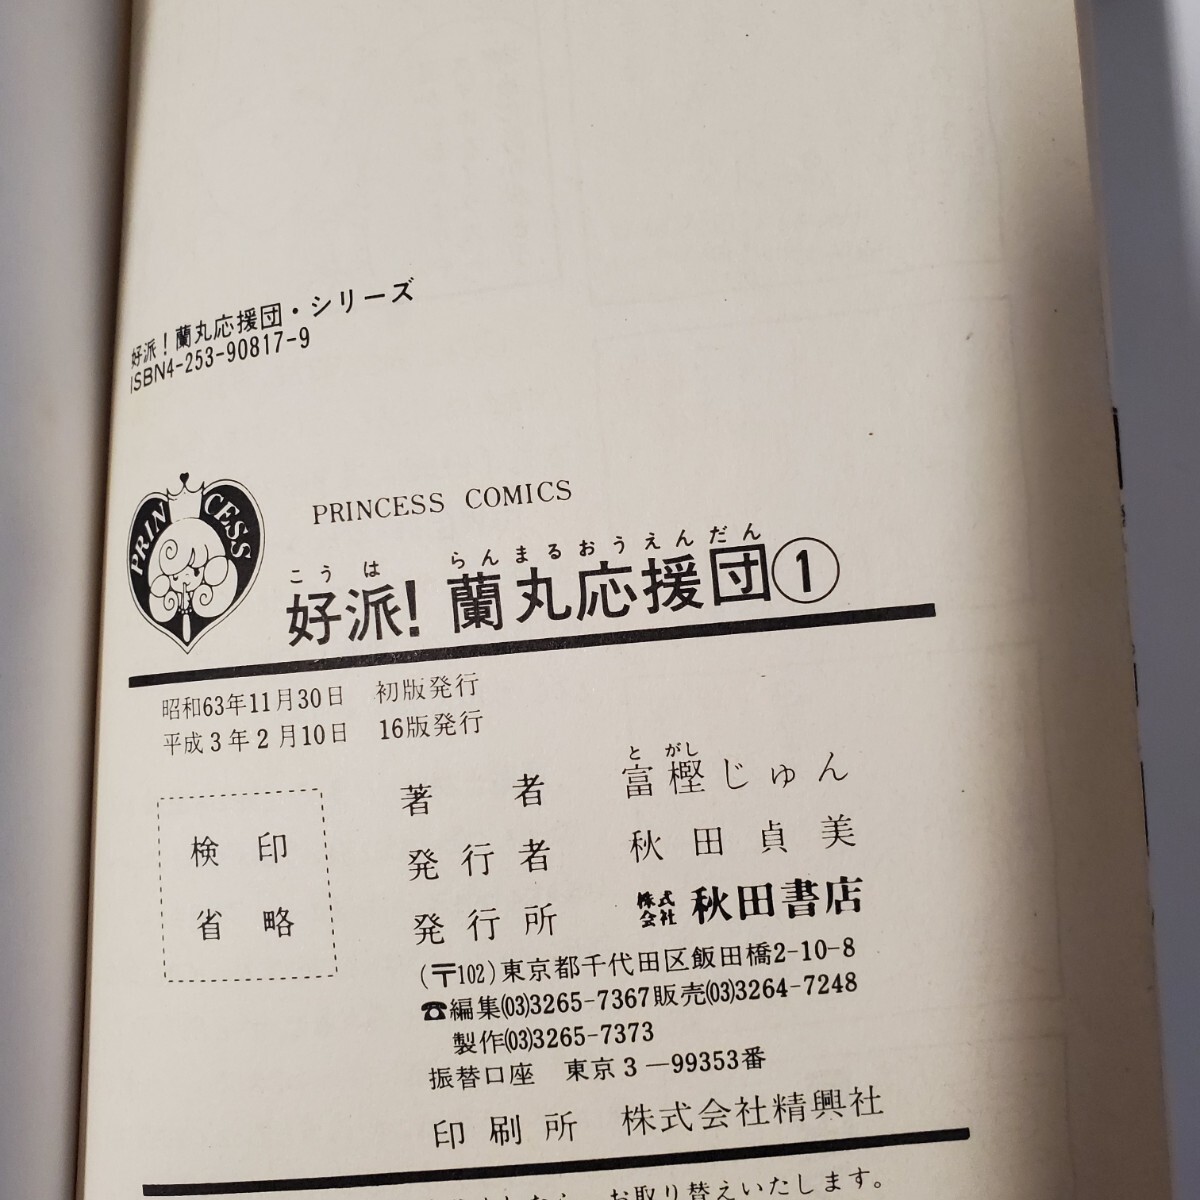 好派!蘭丸応援団・シリーズ
ISBN4-253-90817-9
PRINCESS
PRINCESS COMICS
こうは らんまるおうえんだん
好派!蘭丸応援団①
昭和63年11月30日 初版発行
平成3年2月10日 16版発行
検印
省略
とがし
著者 富樫じゅん
発行者 秋田貞美
発行所 株式会社 秋田書店
(〒102)東京都千代田区飯田橋2-10-8
☎編集(03)3265-7367販売(03)3264-7248
製作(03)3265-7373
振替口座 東京3-99353番
印刷所 株式会社精興社
お取り替えいたします。